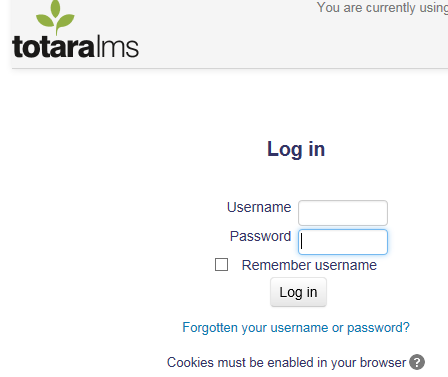 You are currently using
totaralms
Log in
Username
Password
Remember username
Log in
Forgotten your username or password?
Cookies must be enabled in your browser ?